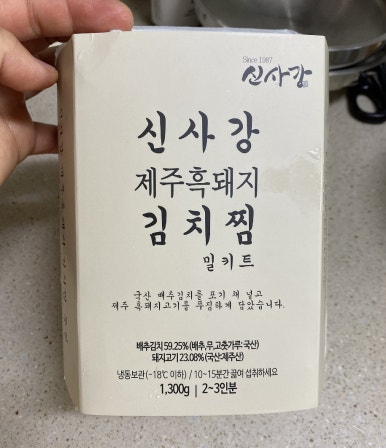 Since 1987
신사강
신사강
제주흑돼지
김치찜
밀키트
국산 배추김치를 포기 채 넣고
제주 흑돼지고기를 푸짐하게 담았습니다.
배추김치 59.25% (배추,무,고춧가루:국산)
돼지고기 23.08% (국산:제주산)
냉동보관 (-18℃ 이하) / 10~15분간 끓여 섭취하세요
1,300g | 2~3인분